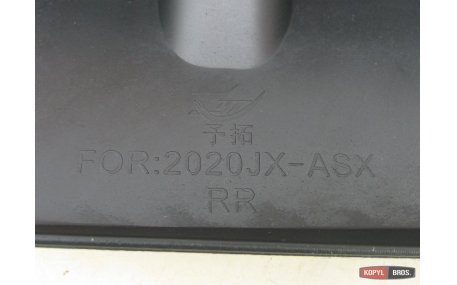 予拓
FOR:2020JX-ASX
RR
KOPYL BROS.